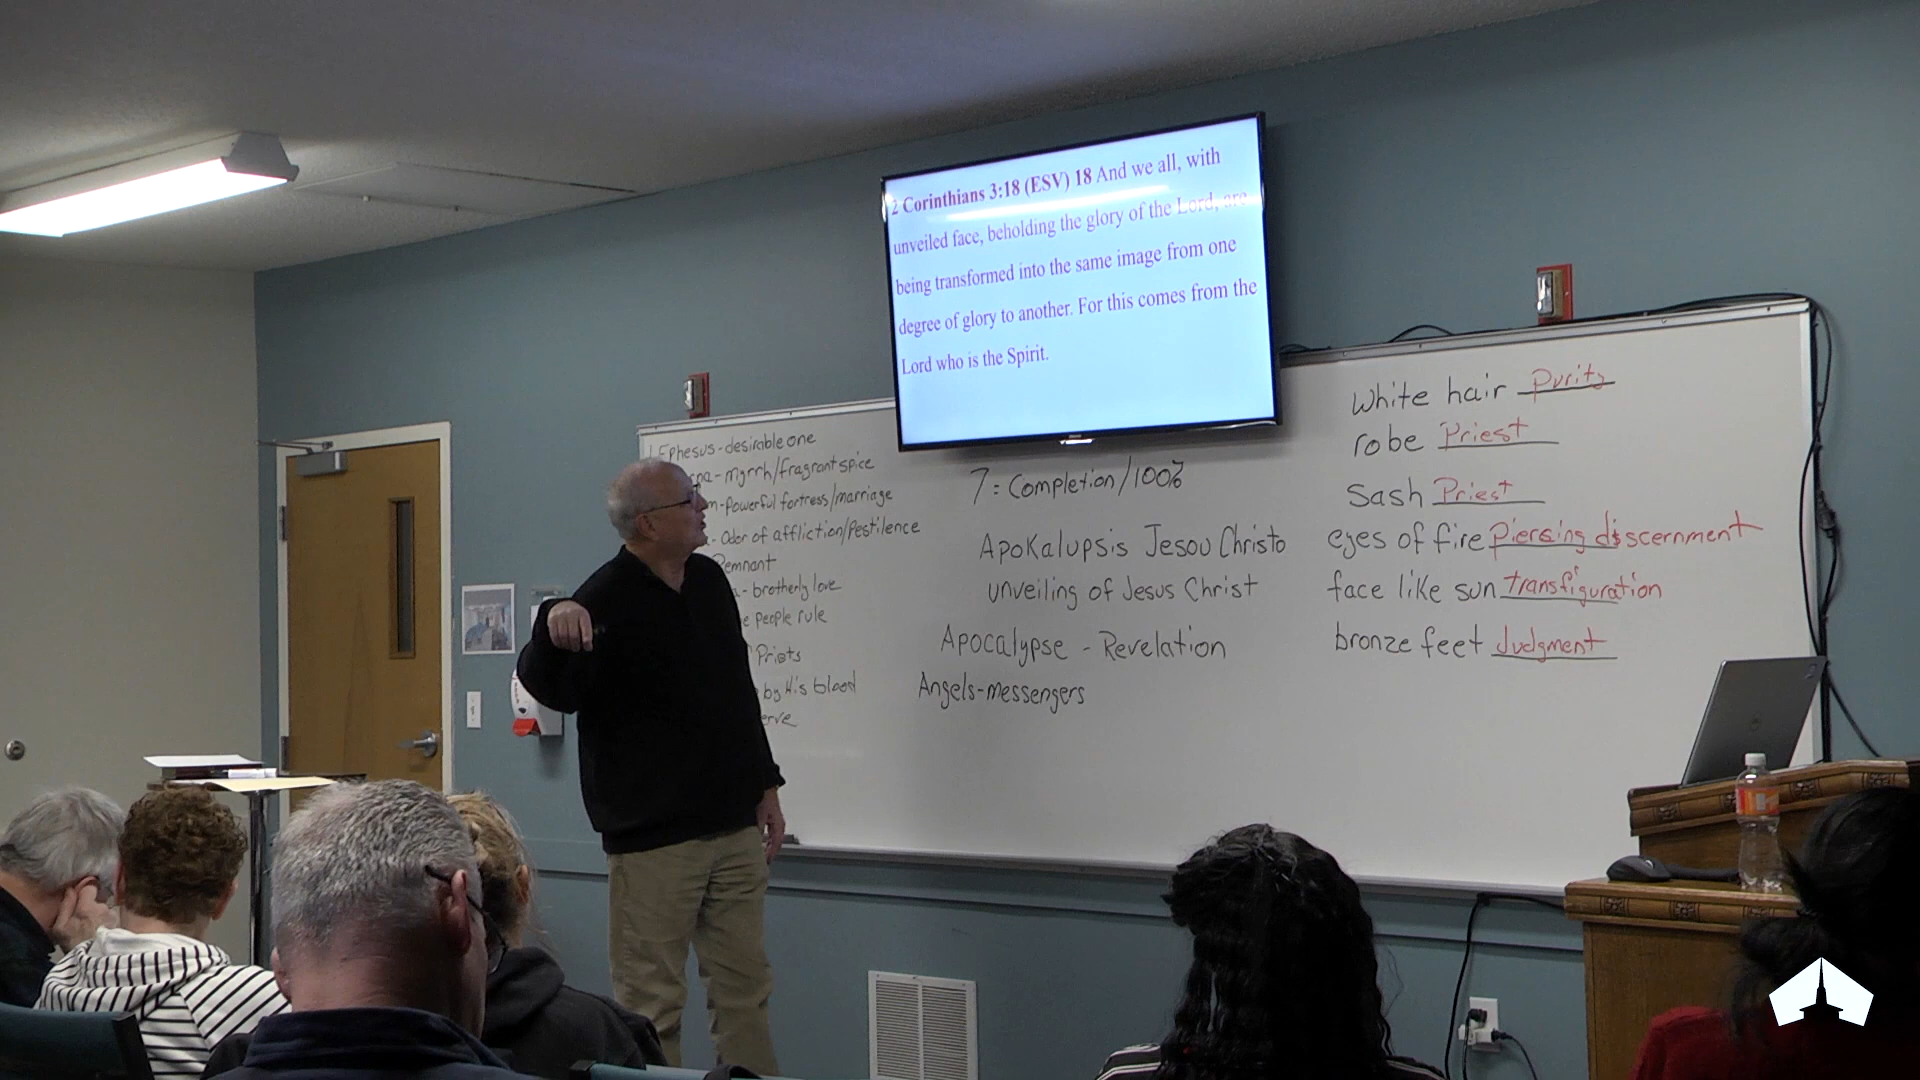 2 Corinthians 3:18 (ESV) 18 And we all, with
unveiled face, beholding the glory of the Lord, are
being transformed into the same image from one
degree of glory to another. For this comes from the
Lord who is the Spirit.
Ephesus - desirable one
- myrrh/fragrant spice
- Powerful fortress/marriage
- Odor of affliction/Pestilence
Remnant
- brotherly love
People rule
Priests
by His blood
7 = Completion/100%
Apokalupsis Jesou Christo
unveiling of Jesus Christ
Apocalypse - Revelation
Angels-messengers
White hair Purity
robe Priest
Sash Priest
eyes of fire Piercing discernment
face like sun transfiguration
bronze feet Judgment